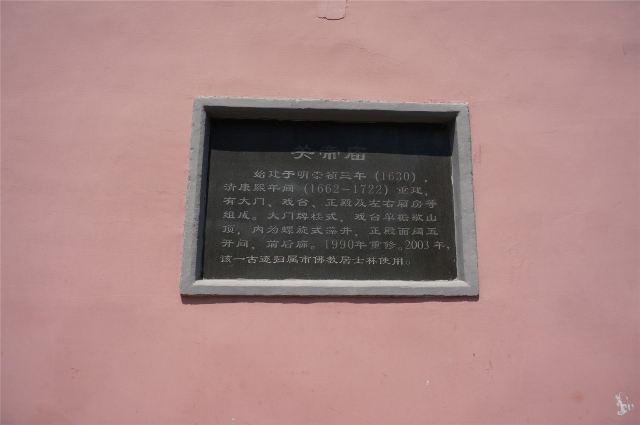 关帝庙
始建于明崇祯三年（1630），
清康熙年间（1662-1722）重建，
有大门、戏台、正殿及左右厢房等
组成。大门牌柱式，戏台单檐歇山
顶，内为螺旋式藻井，正殿面阔五
开间，前后廊。1990年重修。2003年，
该一古迹归属市佛教居士林使用。